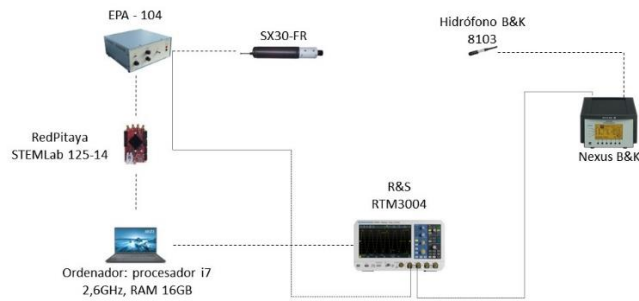 EPA - 104
SX30-FR
Hidrófono B&K
8103
RedPitaya
STEMLab 125-14
Nexus B&K
R&S
RTM3004
Ordenador: procesador i7
2,6GHz, RAM 16GB